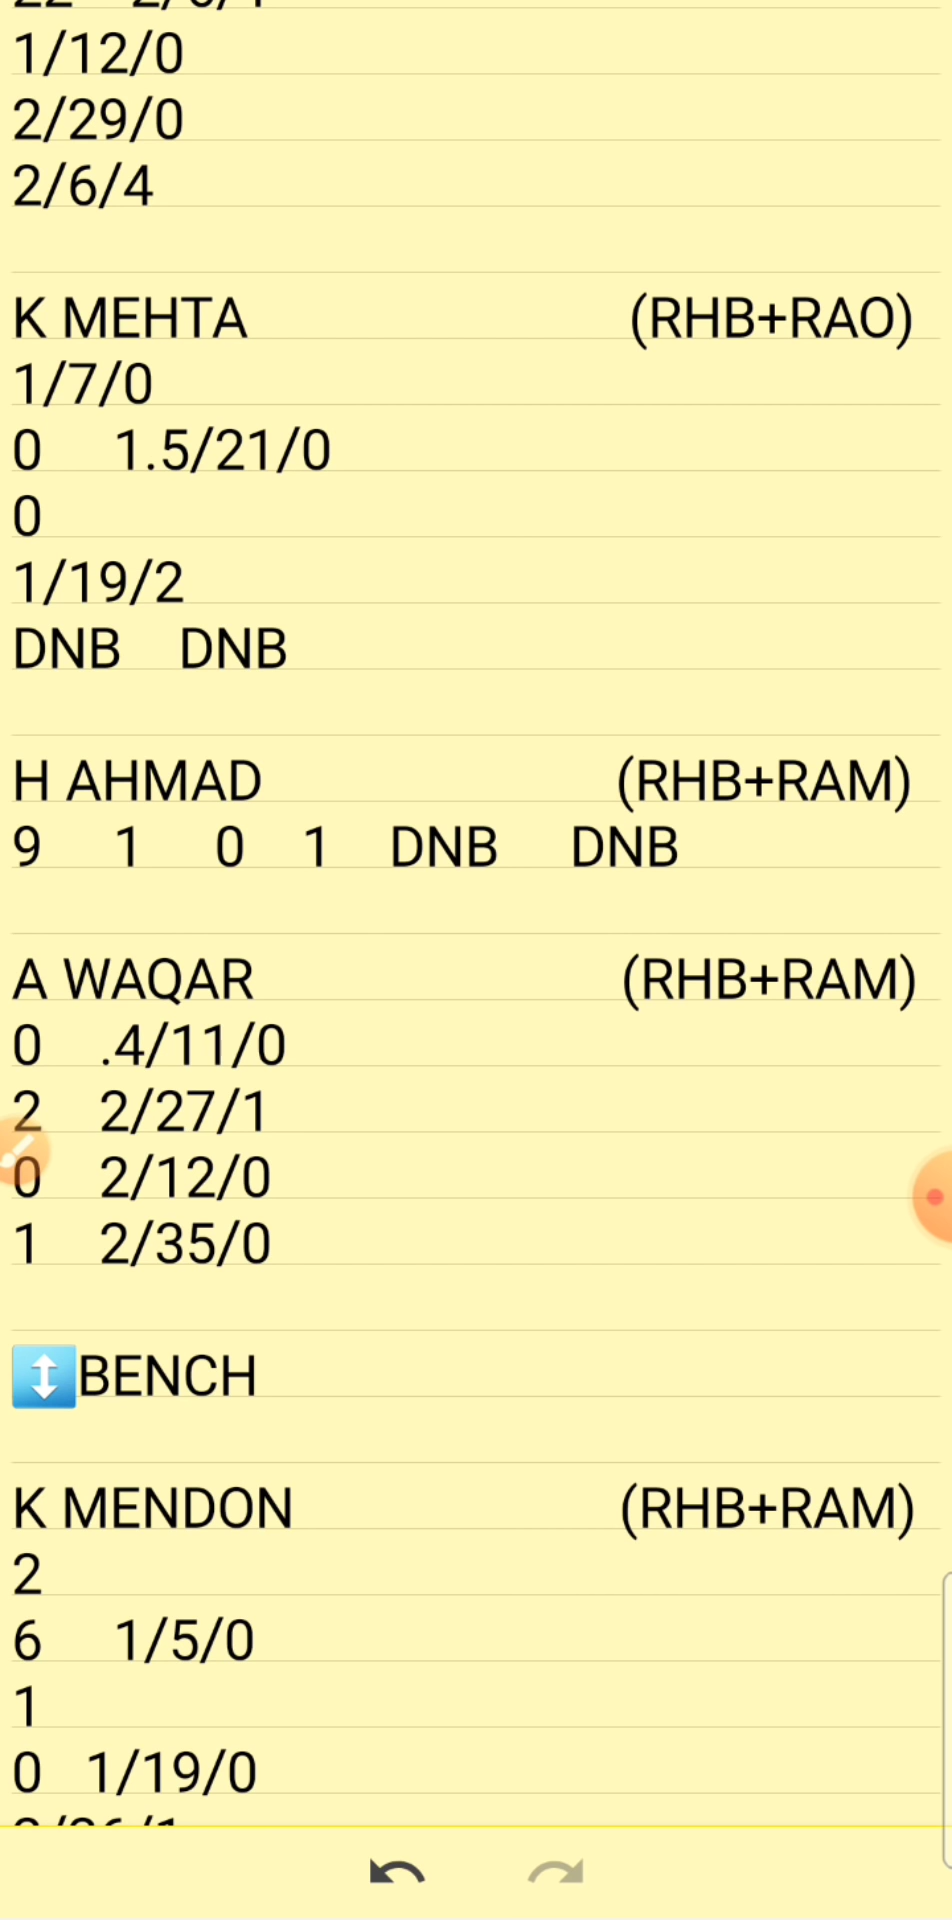 1/12/0
2/29/0
2/6/4
K MEHTA (RHB+RAO)
1/7/0
0 1.5/21/0
0
1/19/2
DNB DNB
H AHMAD (RHB+RAM)
9 1 0 1 DNB DNB
A WAQAR (RHB+RAM)
0 .4/11/0
2 2/27/1
0 2/12/0
1 2/35/0
↕️BENCH
K MENDON (RHB+RAM)
2
6 1/5/0
1
0 1/19/0